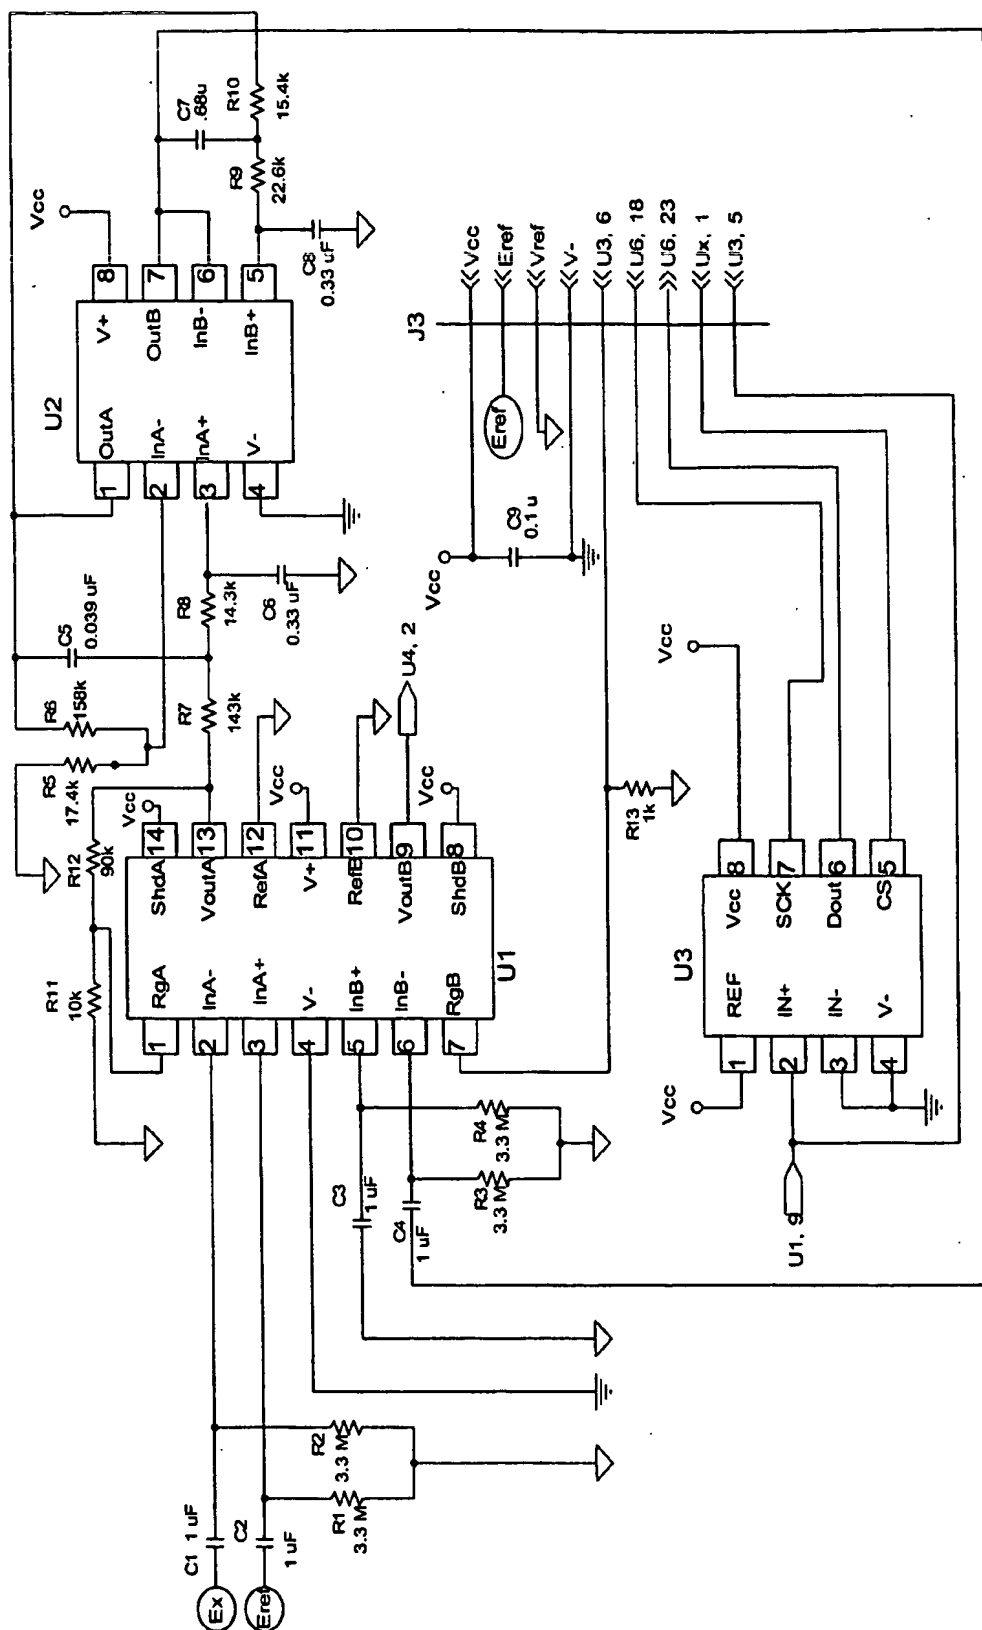 C7
.68u
R10
15.4k
R9
22.6k
C8
0.33 uF
Vcc
U2
8
V+
7
OutB
6
InB-
5
InB+
1
OutA
2
InA-
3
InA+
4
V-
C5
0.039 uF
R8
14.3k
C6
0.33 uF
R6
158k
R5
17.4k
R7
143k
R12
90k
R11
10k
Vcc
Vcc
Vcc
U4, 2
U1
14
ShdA
13
VoutA
12
RefA
11
V+
10
RefB
9
VoutB
8
ShdB
1
RgA
2
InA-
3
InA+
4
V-
5
InB+
6
InB-
7
RgB
J3
Vcc
Eref
Vref
V-
U3, 6
U6, 18
U6, 23
Ux, 1
U3, 5
Eref
Vcc
C9
0.1 u
R13
1k
Vcc
U3
8
Vcc
7
SCK
6
Dout
5
CS
1
REF
2
IN+
3
IN-
4
V-
Vcc
U1, 9
C3
1 uF
C4
1 uF
R4
3.3 M
R3
3.3 M
R2
3.3 M
R1
3.3 M
C1 1 uF
C2
1 uF
Ex
Eref